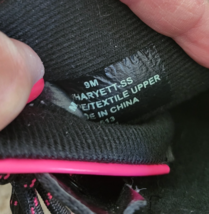 9M
HARYETT-SS
E/TEXTILE UPPER
DE IN CHINA